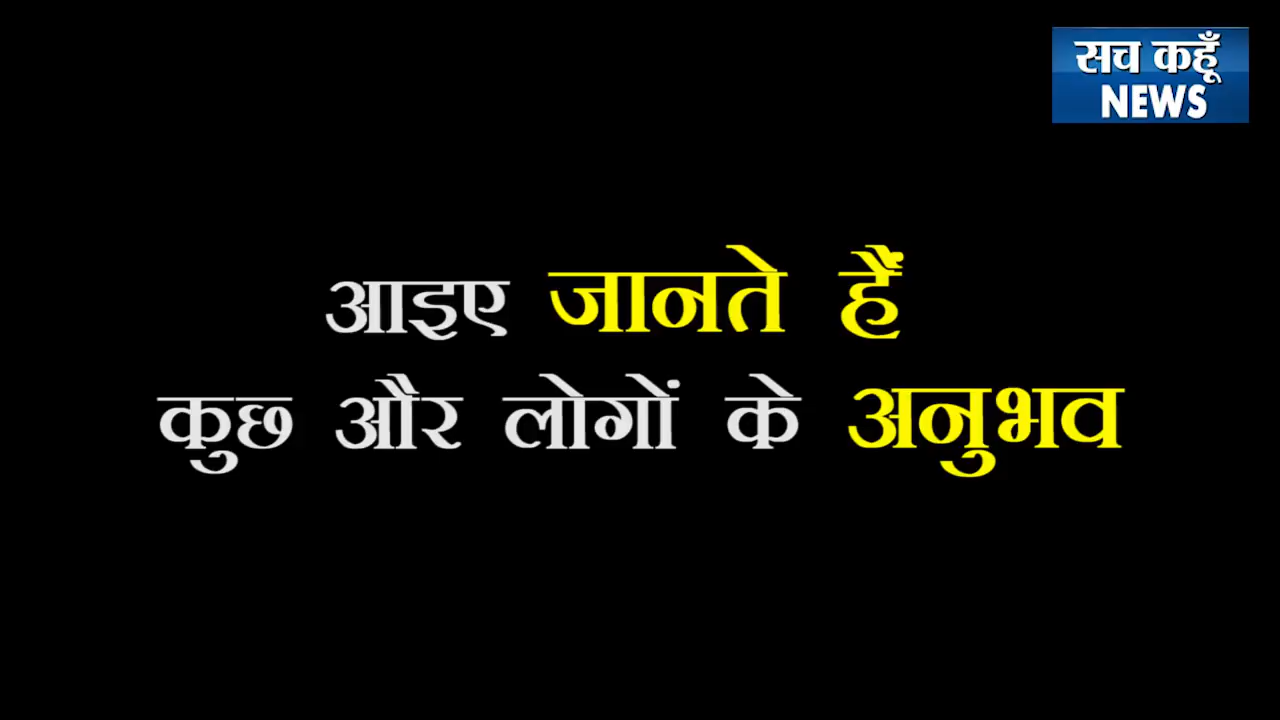 सच कहूँ
NEWS
आइए जानते हैं
कुछ और लोगों के अनुभव